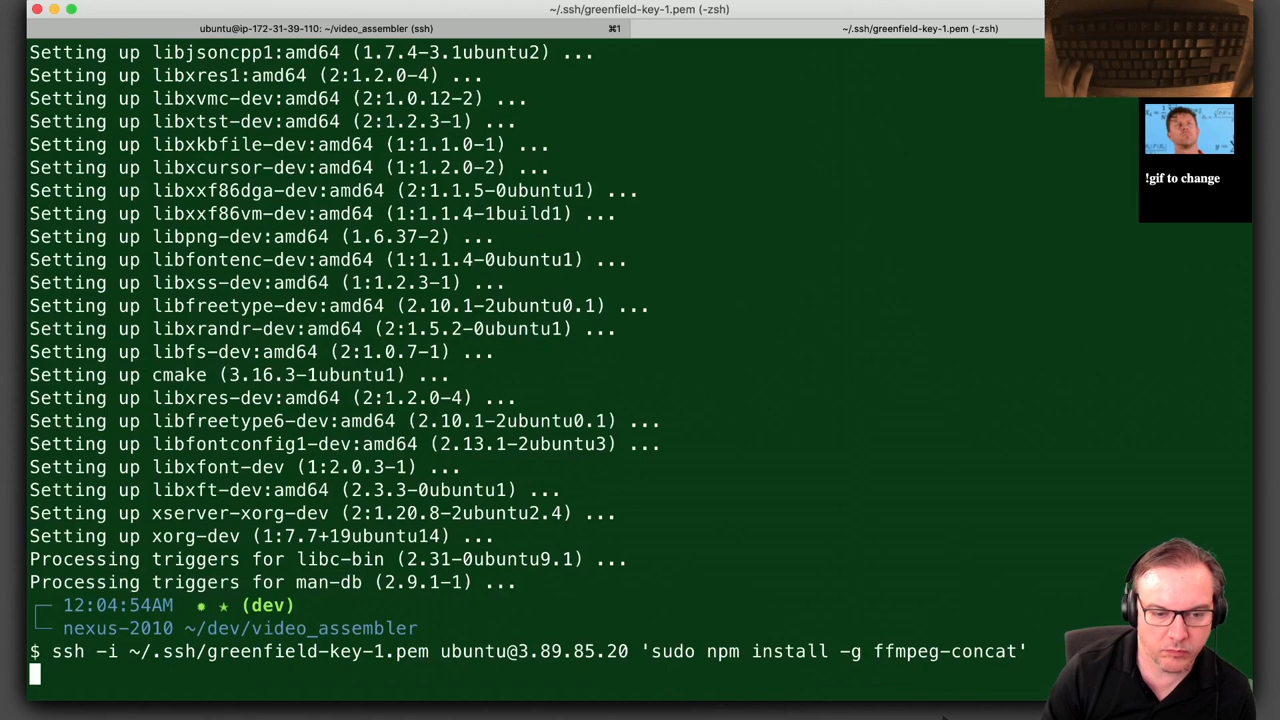 ~/.ssh/greenfield-key-1.pem (-zsh)
ubuntu@ip-172-31-39-110: ~/video_assembler (ssh) ⌘1 ~/.ssh/greenfield-key-1.pem (-zsh)
Setting up libjsoncpp1:amd64 (1.7.4-3.1ubuntu2) ...
Setting up libxres1:amd64 (2:1.2.0-4) ...
Setting up libxvmc-dev:amd64 (2:1.0.12-2) ...
Setting up libxtst-dev:amd64 (2:1.2.3-1) ...
Setting up libxkbfile-dev:amd64 (1:1.1.0-1) ...
Setting up libxcursor-dev:amd64 (1:1.2.0-2) ...
Setting up libxxf86dga-dev:amd64 (2:1.1.5-0ubuntu1) ...
Setting up libxxf86vm-dev:amd64 (1:1.1.4-1build1) ...
Setting up libpng-dev:amd64 (1.6.37-2) ...
Setting up libfontenc-dev:amd64 (1:1.1.4-0ubuntu1) ...
Setting up libxss-dev:amd64 (1:1.2.3-1) ...
Setting up libfreetype-dev:amd64 (2.10.1-2ubuntu0.1) ...
Setting up libxrandr-dev:amd64 (2:1.5.2-0ubuntu1) ...
Setting up libfs-dev:amd64 (2:1.0.7-1) ...
Setting up cmake (3.16.3-1ubuntu1) ...
Setting up libxres-dev:amd64 (2:1.2.0-4) ...
Setting up libfreetype6-dev:amd64 (2.10.1-2ubuntu0.1) ...
Setting up libfontconfig1-dev:amd64 (2.13.1-2ubuntu3) ...
Setting up libxfont-dev (1:2.0.3-1) ...
Setting up libxft-dev:amd64 (2.3.3-0ubuntu1) ...
Setting up xserver-xorg-dev (2:1.20.8-2ubuntu2.4) ...
Setting up xorg-dev (1:7.7+19ubuntu14) ...
Processing triggers for libc-bin (2.31-0ubuntu9.1) ...
Processing triggers for man-db (2.9.1-1) ...
12:04:54AM ✹ ★ (dev)
nexus-2010 ~/dev/video_assembler
$ ssh -i ~/.ssh/greenfield-key-1.pem ubuntu@3.89.85.20 'sudo npm install -g ffmpeg-concat'
!gif to change